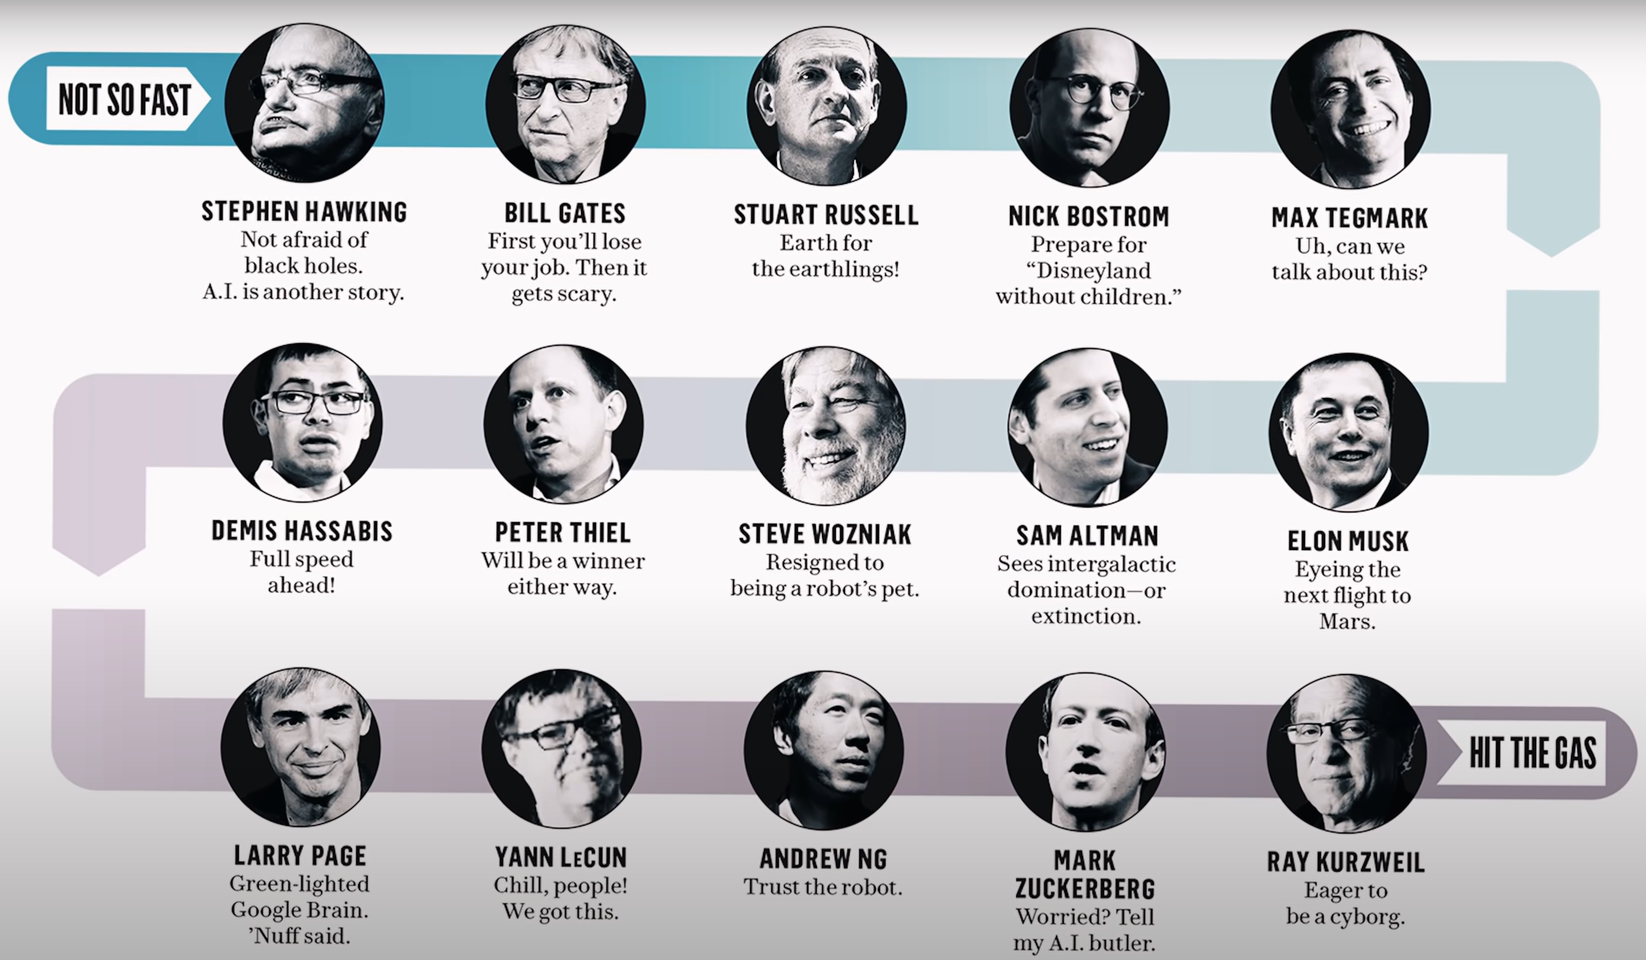 NOT SO FAST
STEPHEN HAWKING
Not afraid of
black holes.
A.I. is another story.
BILL GATES
First you’ll lose
your job. Then it
gets scary.
STUART RUSSELL
Earth for
the earthlings!
NICK BOSTROM
Prepare for
“Disneyland
without children.”
MAX TEGMARK
Uh, can we
talk about this?
DEMIS HASSABIS
Full speed
ahead!
PETER THIEL
Will be a winner
either way.
STEVE WOZNIAK
Resigned to
being a robot’s pet.
SAM ALTMAN
Sees intergalactic
domination—or
extinction.
ELON MUSK
Eyeing the
next flight to
Mars.
LARRY PAGE
Green-lighted
Google Brain.
’Nuff said.
YANN LeCUN
Chill, people!
We got this.
ANDREW NG
Trust the robot.
MARK
ZUCKERBERG
Worried? Tell
my A.I. butler.
RAY KURZWEIL
Eager to
be a cyborg.
HIT THE GAS